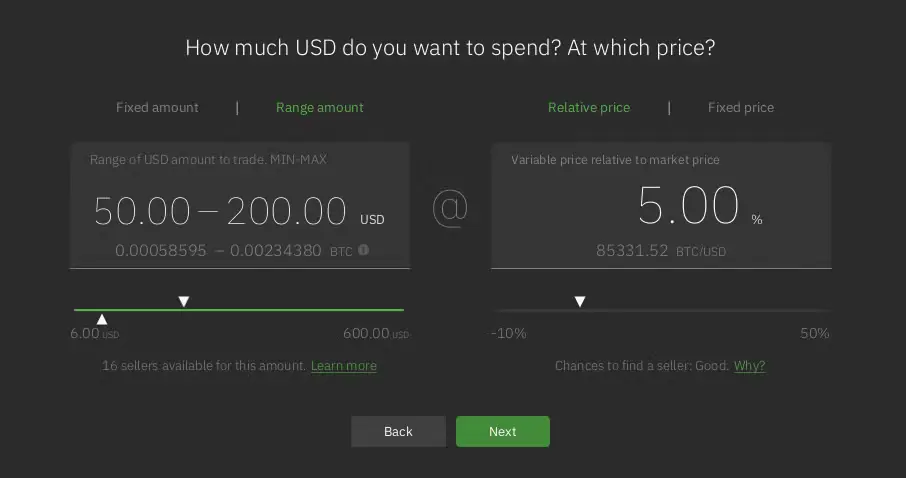 How much USD do you want to spend? At which price?
Fixed amount | Range amount
Relative price | Fixed price
Range of USD amount to trade. MIN-MAX
50.00 – 200.00 USD
0.00058595 – 0.00234380 BTC
@
Variable price relative to market price
5.00 %
85331.52 BTC/USD
6.00 USD 600.00 USD
-10% 50%
16 sellers available for this amount. Learn more
Chances to find a seller: Good. Why?
Back Next